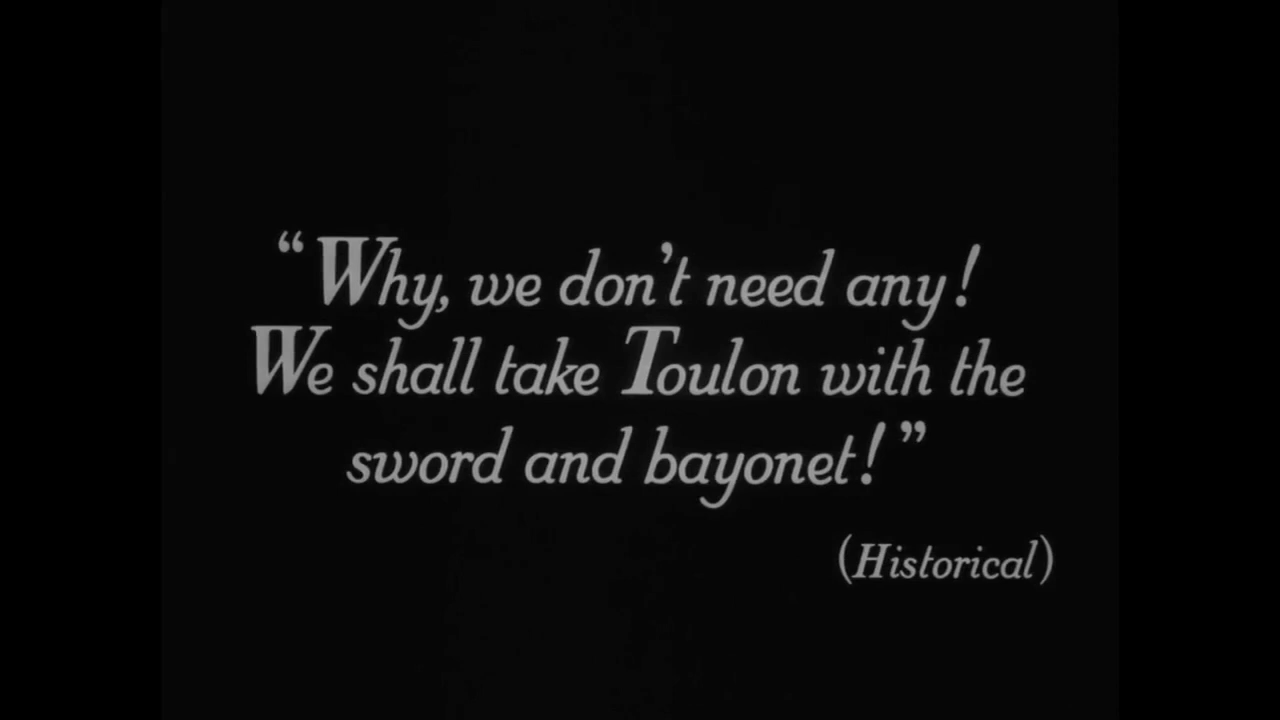 “Why, we don’t need any!
We shall take Toulon with the
sword and bayonet!”
(Historical)